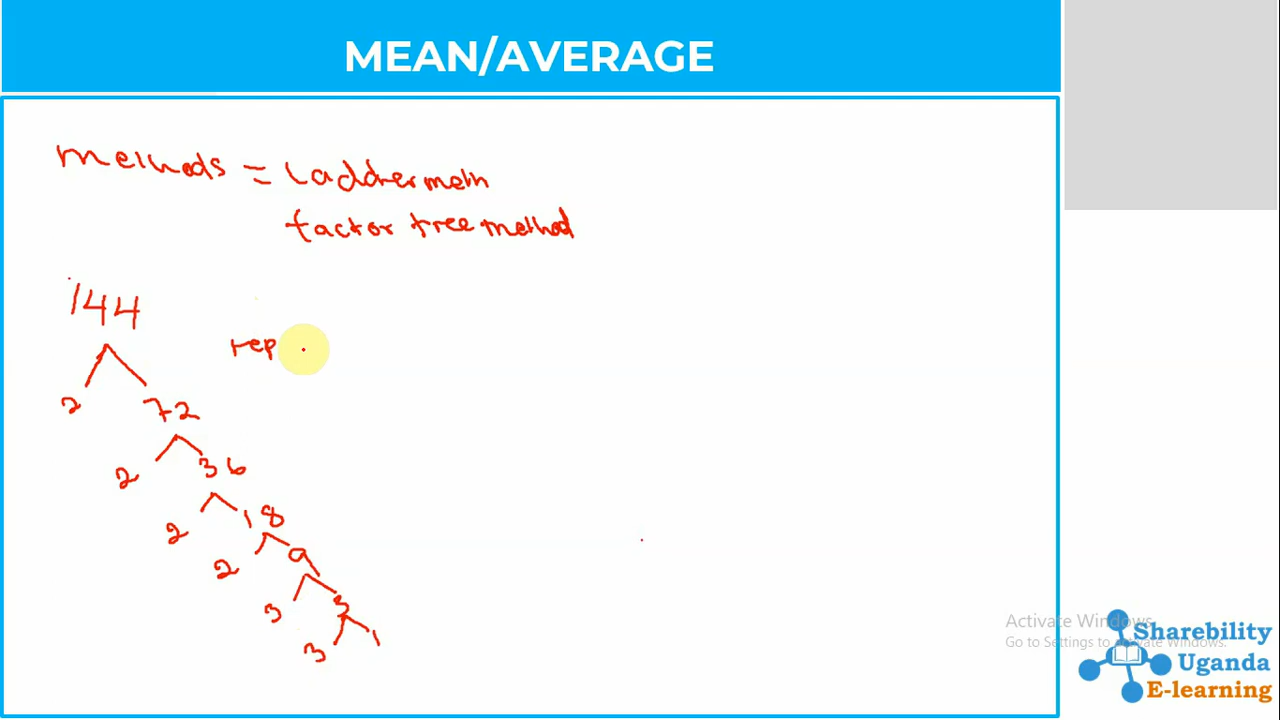 MEAN/AVERAGE
methods = Ladder meth
factor tree method
144
rep
2 72
2 36
2 18
2 9
3 3
3 1
Activate Windows
Go to Settings to activate Windows.
Sharebility
Uganda
E-learning